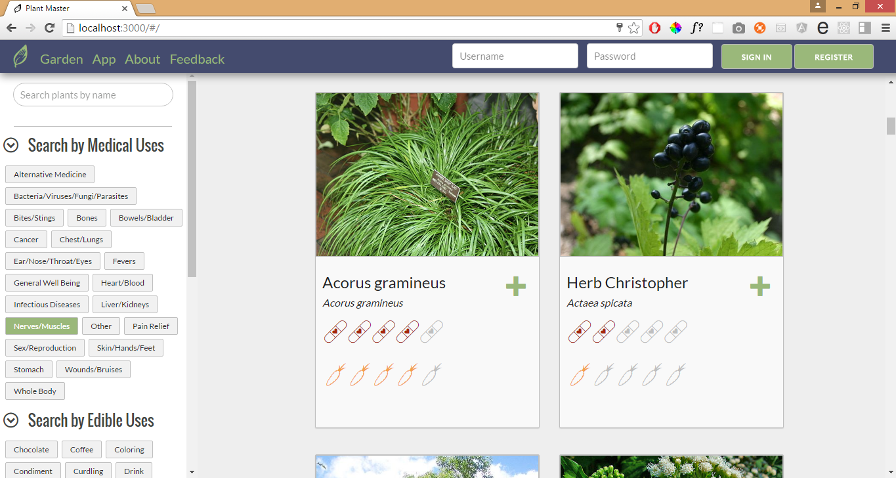 Plant Master
localhost:3000/#/
f?
Garden App About Feedback
Username
Password
SIGN IN
REGISTER
Search plants by name
Search by Medical Uses
Alternative Medicine
Bacteria/Viruses/Fungi/Parasites
Bites/Stings Bones Bowels/Bladder
Cancer Chest/Lungs
Ear/Nose/Throat/Eyes Fevers
General Well Being Heart/Blood
Infectious Diseases Liver/Kidneys
Nerves/Muscles Other Pain Relief
Sex/Reproduction Skin/Hands/Feet
Stomach Wounds/Bruises
Whole Body
Search by Edible Uses
Chocolate Coffee Coloring
Condiment Curdling Drink
Acorus gramineus
Acorus gramineus
Herb Christopher
Actaea spicata